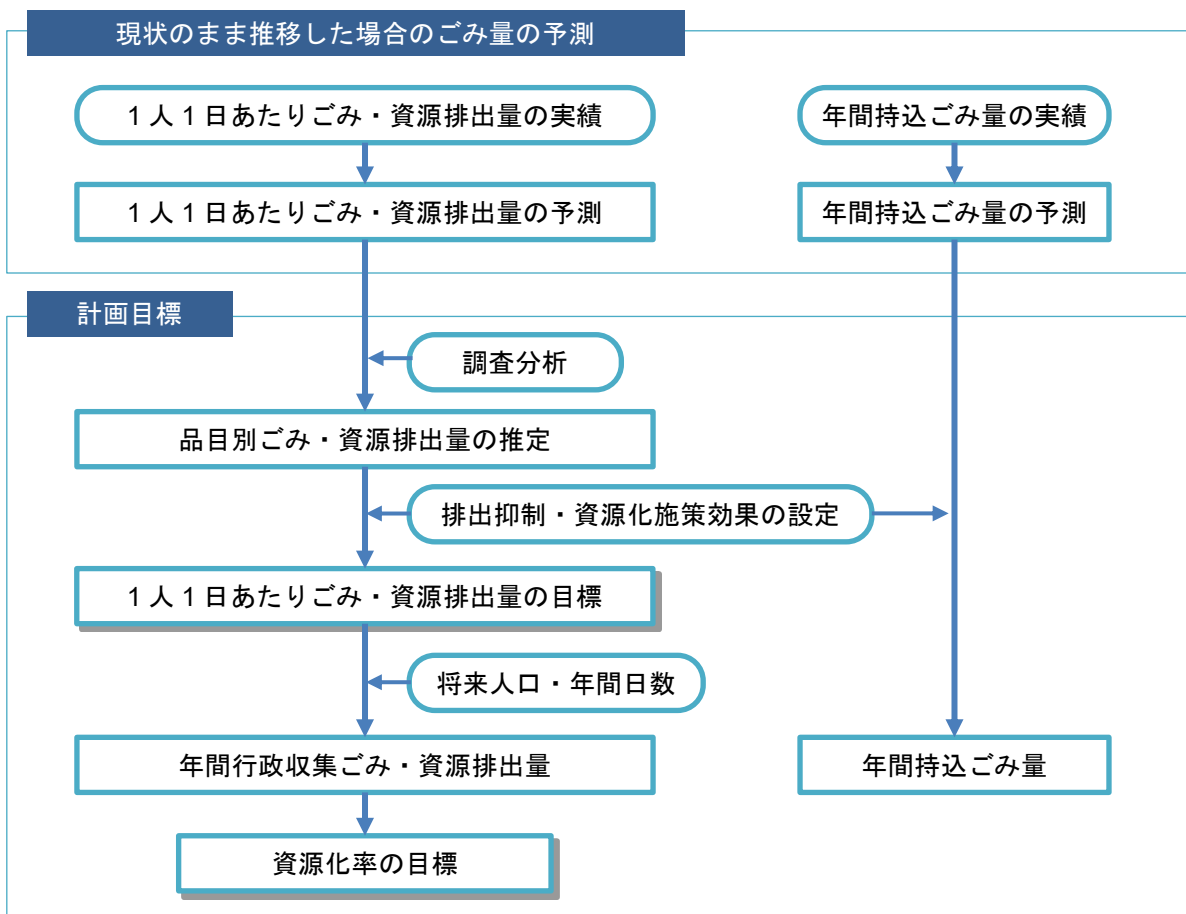 現状のまま推移した場合のごみ量の予測
１人１日あたりごみ・資源排出量の実績
年間持込ごみ量の実績
１人１日あたりごみ・資源排出量の予測
年間持込ごみ量の予測
計画目標
調査分析
品目別ごみ・資源排出量の推定
排出抑制・資源化施策効果の設定
１人１日あたりごみ・資源排出量の目標
将来人口・年間日数
年間行政収集ごみ・資源排出量
年間持込ごみ量
資源化率の目標